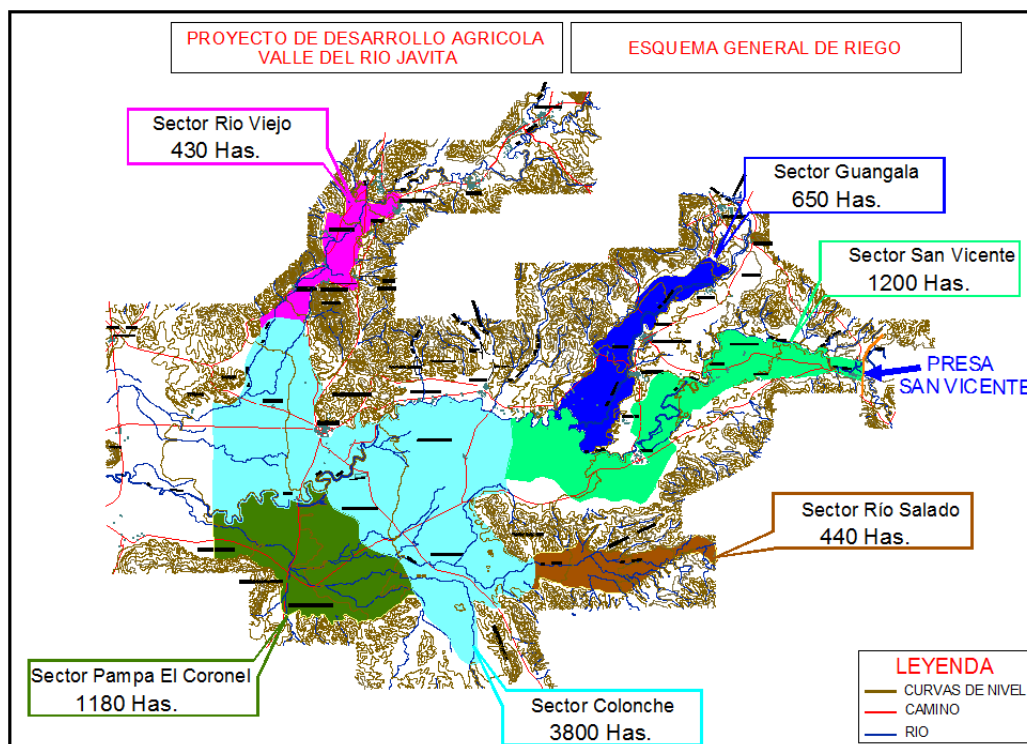 PROYECTO DE DESARROLLO AGRICOLA
VALLE DEL RIO JAVITA
ESQUEMA GENERAL DE RIEGO
Sector Rio Viejo
430 Has.
Sector Guangala
650 Has.
Sector San Vicente
1200 Has.
PRESA
SAN VICENTE
Sector Río Salado
440 Has.
Sector Pampa El Coronel
1180 Has.
Sector Colonche
3800 Has.
LEYENDA
CURVAS DE NIVEL
CAMINO
RIO